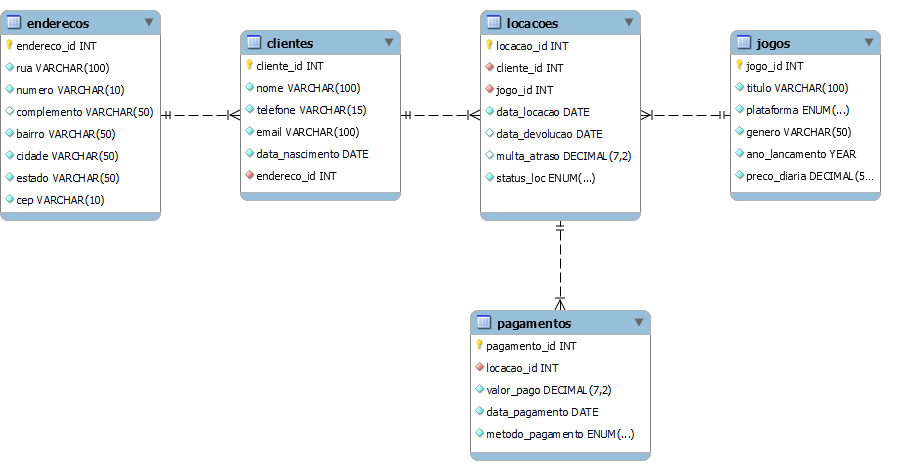 enderecos
endereco_id INT
rua VARCHAR(100)
numero VARCHAR(10)
complemento VARCHAR(50)
bairro VARCHAR(50)
cidade VARCHAR(50)
estado VARCHAR(50)
cep VARCHAR(10)
clientes
cliente_id INT
nome VARCHAR(100)
telefone VARCHAR(15)
email VARCHAR(100)
data_nascimento DATE
endereco_id INT
locacoes
locacao_id INT
cliente_id INT
jogo_id INT
data_locacao DATE
data_devolucao DATE
multa_atraso DECIMAL(7,2)
status_loc ENUM(...)
jogos
jogo_id INT
titulo VARCHAR(100)
plataforma ENUM(...)
genero VARCHAR(50)
ano_lancamento YEAR
preco_diaria DECIMAL(5...
pagamentos
pagamento_id INT
locacao_id INT
valor_pago DECIMAL(7,2)
data_pagamento DATE
metodo_pagamento ENUM(...)